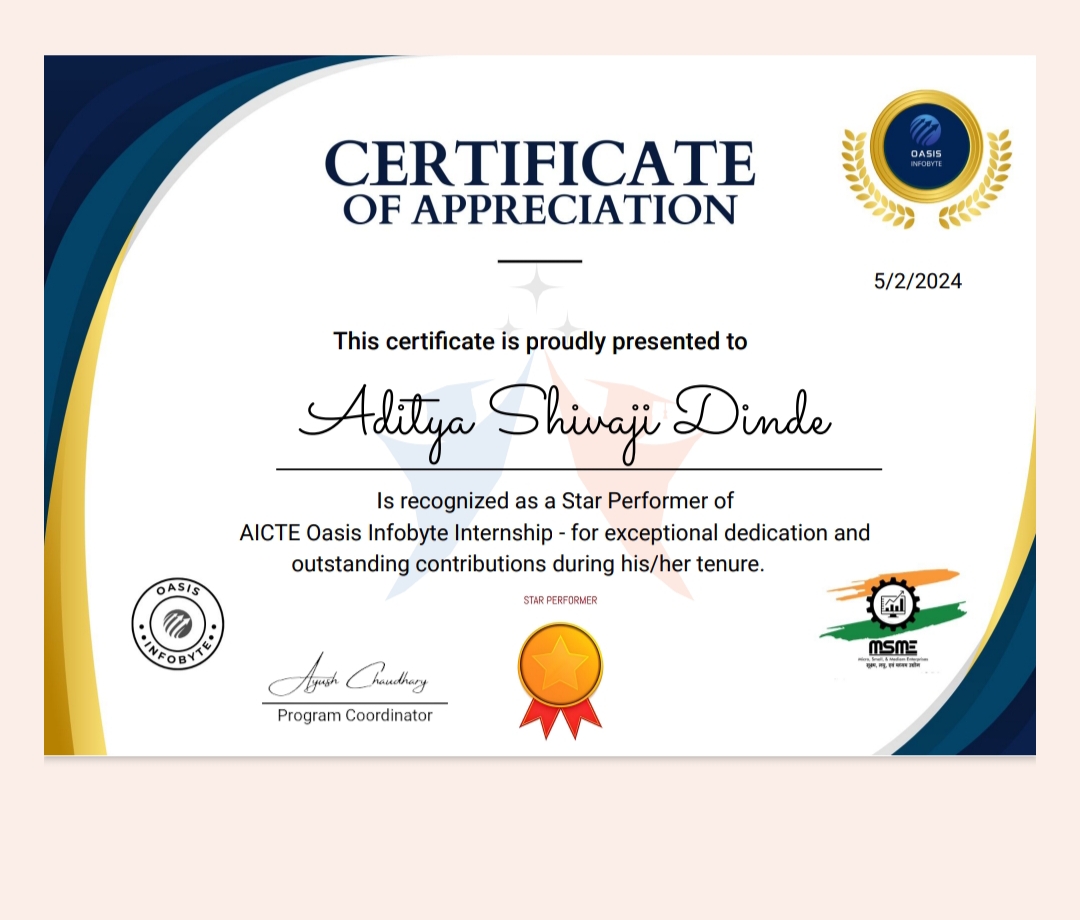 CERTIFICATE
OF APPRECIATION
OASIS
INFOBYTE
5/2/2024
This certificate is proudly presented to
Aditya Shivaji Dinde
Is recognized as a Star Performer of
AICTE Oasis Infobyte Internship - for exceptional dedication and
outstanding contributions during his/her tenure.
STAR PERFORMER
OASIS
INFOBYTE
Ayush Chaudhary
Program Coordinator
MSME
Micro, Small, & Medium Enterprises
सूक्ष्म, लघु, एवं मध्यम उद्योग